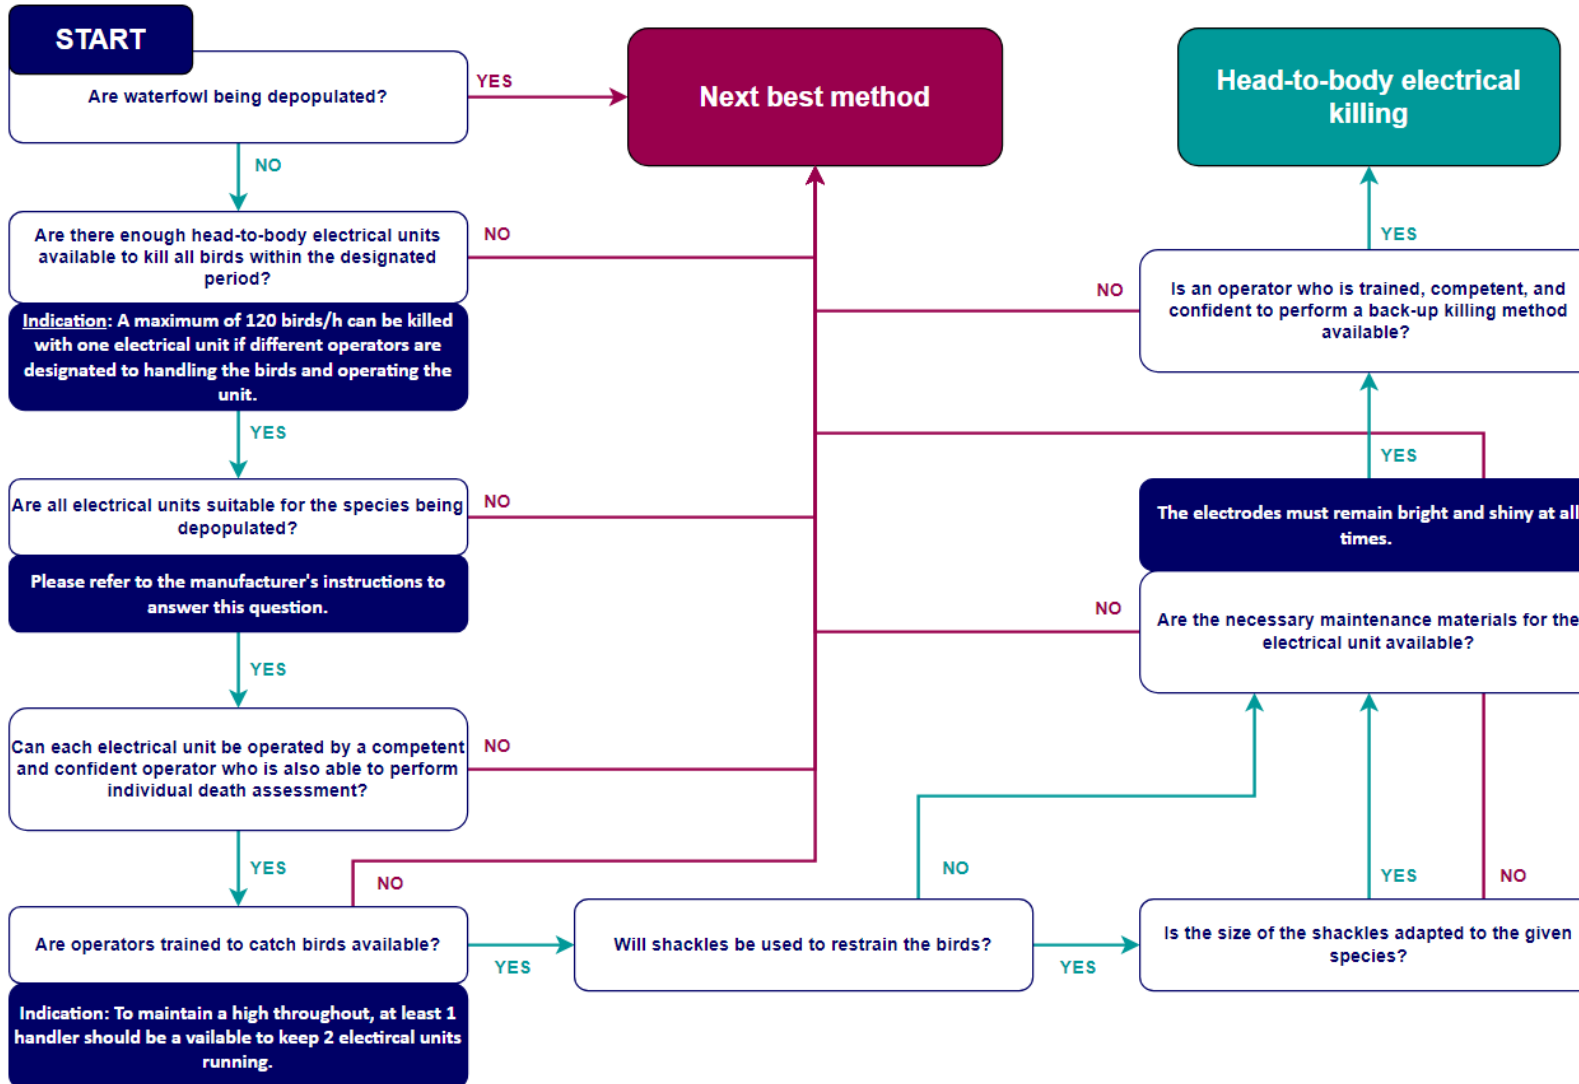 START
Are waterfowl being depopulated?
YES
Next best method
Head-to-body electrical
killing
NO
Are there enough head-to-body electrical units
available to kill all birds within the designated
period?
NO
Indication: A maximum of 120 birds/h can be killed
with one electrical unit if different operators are
designated to handling the birds and operating the
unit.
YES
Are all electrical units suitable for the species being
depopulated?
NO
Please refer to the manufacturer's instructions to
answer this question.
YES
Can each electrical unit be operated by a competent
and confident operator who is also able to perform
individual death assessment?
NO
YES
Are operators trained to catch birds available?
NO
Indication: To maintain a high throughout, at least 1
handler should be a vailable to keep 2 electircal units
running.
YES
Will shackles be used to restrain the birds?
NO
YES
Is the size of the shackles adapted to the given
species?
YES
NO
Are the necessary maintenance materials for the
electrical unit available?
NO
The electrodes must remain bright and shiny at all
times.
YES
Is an operator who is trained, competent, and
confident to perform a back-up killing method
available?
NO
YES